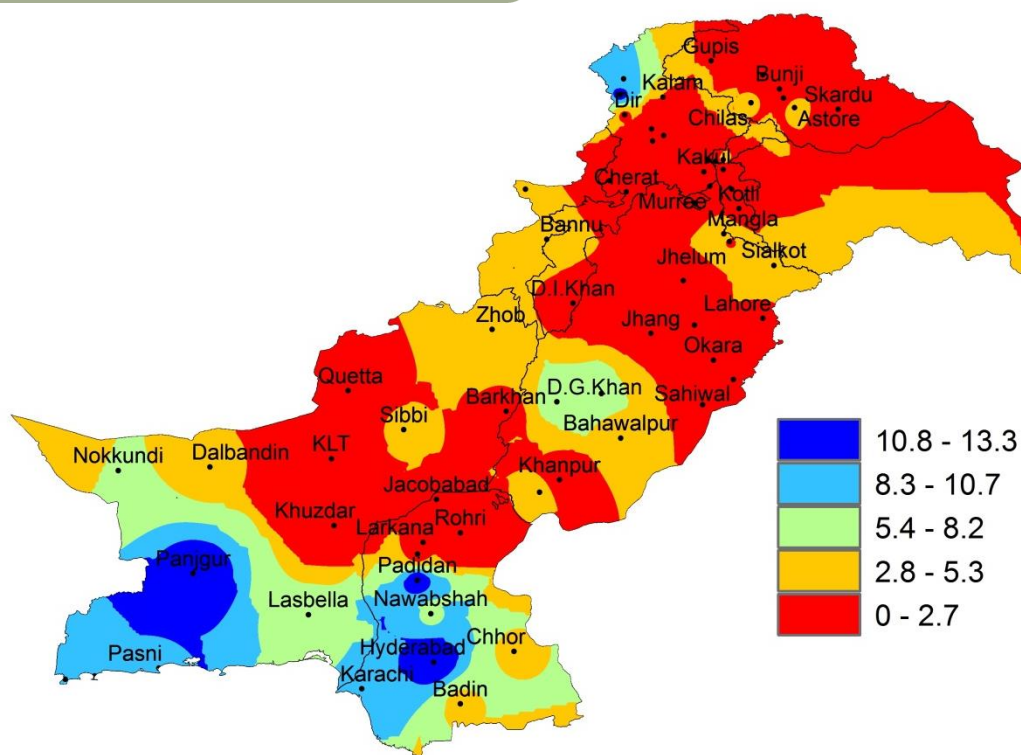 Gupis
Bunji
Kalam
Skardu
Dir
Chilas
Astore
Kakul
Cherat
Kotli
Murree
Mangla
Bannu
Sialkot
Jhelum
D.I.Khan
Lahore
Zhob
Jhang
Okara
Quetta
D.G.Khan
Sahiwal
Barkhan
Sibbi
Bahawalpur
KLT
Nokkundi
Dalbandin
Khanpur
Jacobabad
Khuzdar
Larkana
Rohri
Panjgur
Padidan
Lasbella
Nawabshah
Chhor
Hyderabad
Pasni
Karachi
Badin
10.8 - 13.3
8.3 - 10.7
5.4 - 8.2
2.8 - 5.3
0 - 2.7